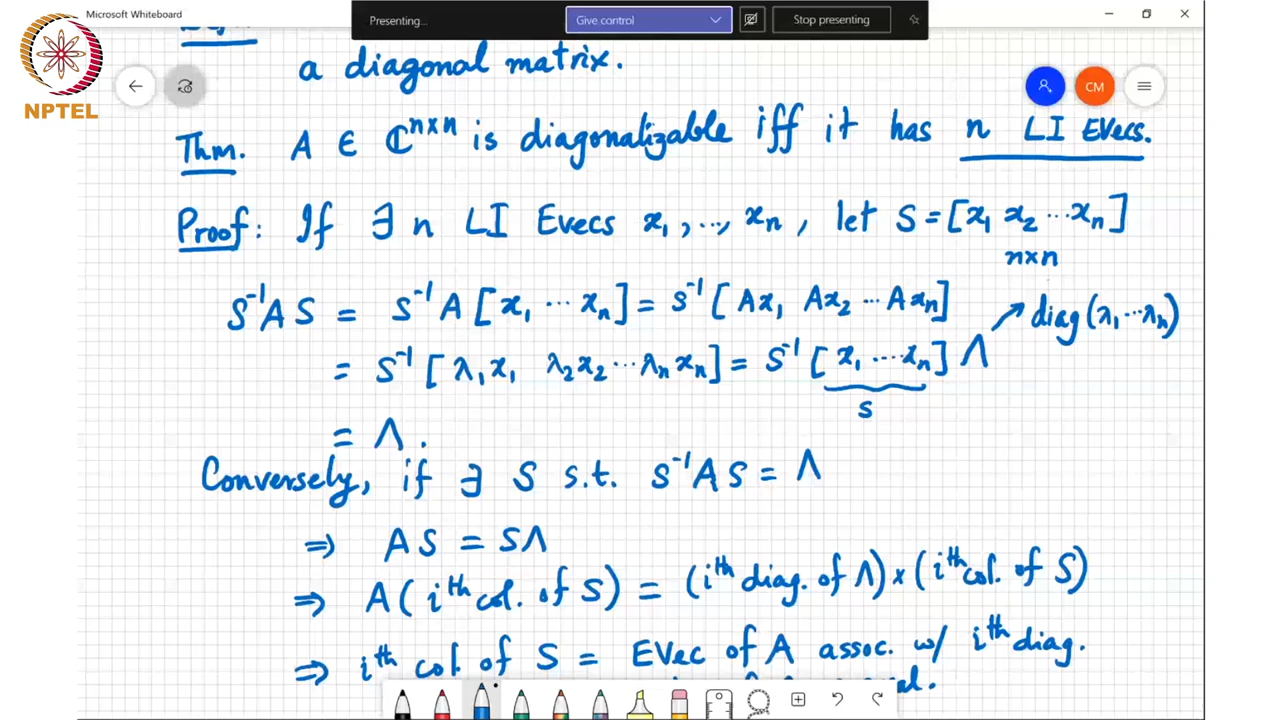 Microsoft Whiteboard
Presenting...
Give control
Stop presenting
NPTEL
CM
a diagonal matrix.
Thm. A ∈ ℂⁿˣⁿ is diagonalizable iff it has n LI Evecs.
Proof: If ∃ n LI Evecs x₁,..., xₙ, let S = [x₁ x₂ ⋯ xₙ]
n×n
S⁻¹AS = S⁻¹A[x₁ ⋯ xₙ] = S⁻¹[Ax₁ Ax₂ ⋯ Axₙ]
diag(λ₁⋯λₙ)
= S⁻¹[λ₁x₁ λ₂x₂ ⋯ λₙxₙ] = S⁻¹[x₁ ⋯ xₙ] Λ
S
= Λ.
Conversely, if ∃ S s.t. S⁻¹AS = Λ
⇒ AS = SΛ
⇒ A(iᵗʰ col. of S) = (iᵗʰ diag. of Λ)×(iᵗʰ col. of S)
⇒ iᵗʰ col. of S = EVec of A assoc. w/ iᵗʰ diag.